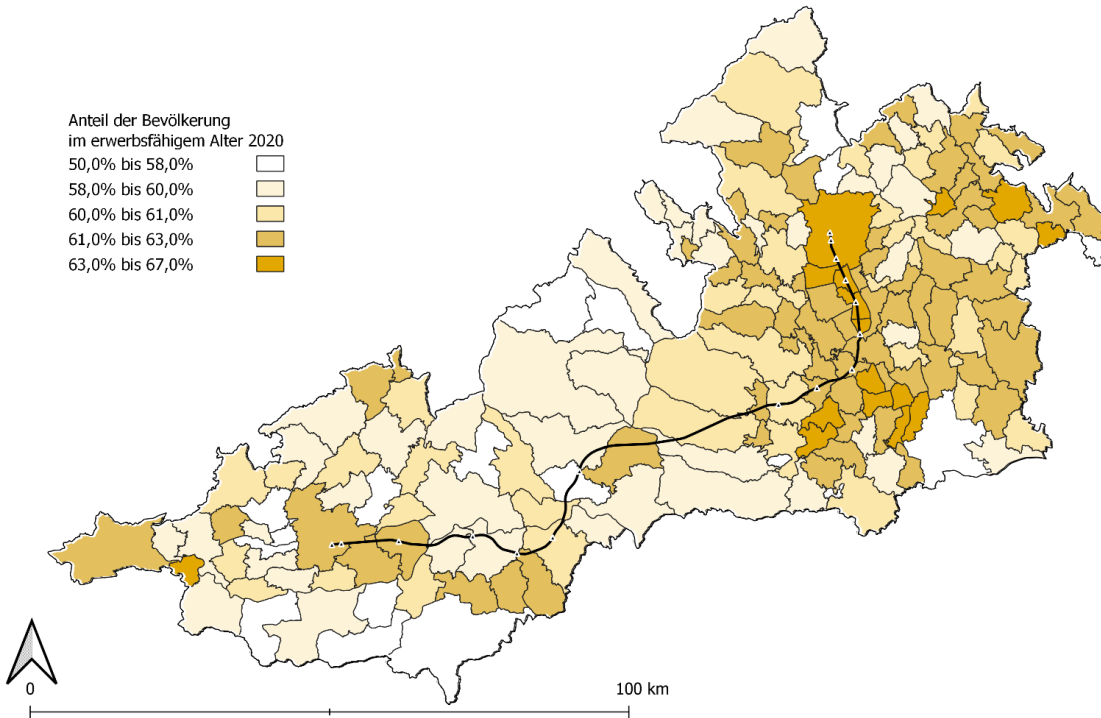 Anteil der Bevölkerung
im erwerbsfähigem Alter 2020
50,0% bis 58,0%
58,0% bis 60,0%
60,0% bis 61,0%
61,0% bis 63,0%
63,0% bis 67,0%
0
100 km